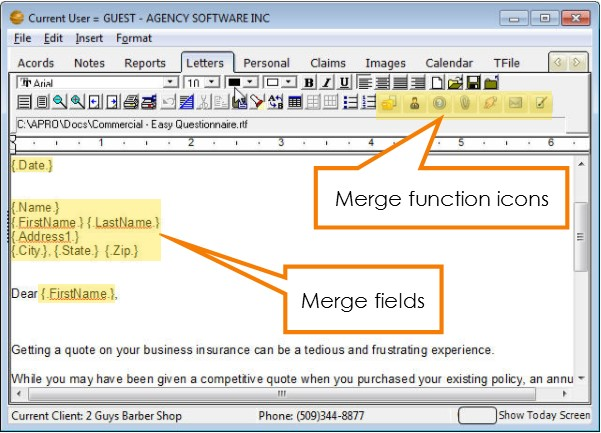 Current User = GUEST - AGENCY SOFTWARE INC
File Edit Insert Format
Acords Notes Reports Letters Personal Claims Images Calendar TFile
Arial 10 B I U
C:\APRO\Docs\Commercial - Easy Questionnaire.rtf
1 2 3 4 5 6
{.Date.}
Merge function icons
{.Name.}
{.FirstName.} {.LastName.}
{.Address1.}
{.City.}, {.State.} {.Zip.}
Merge fields
Dear {.FirstName.},
Getting a quote on your business insurance can be a tedious and frustrating experience.
While you may have been given a competitive quote when you purchased your existing policy, an annu
Current Client: 2 Guys Barber Shop Phone: (509)344-8877 Show Today Screen